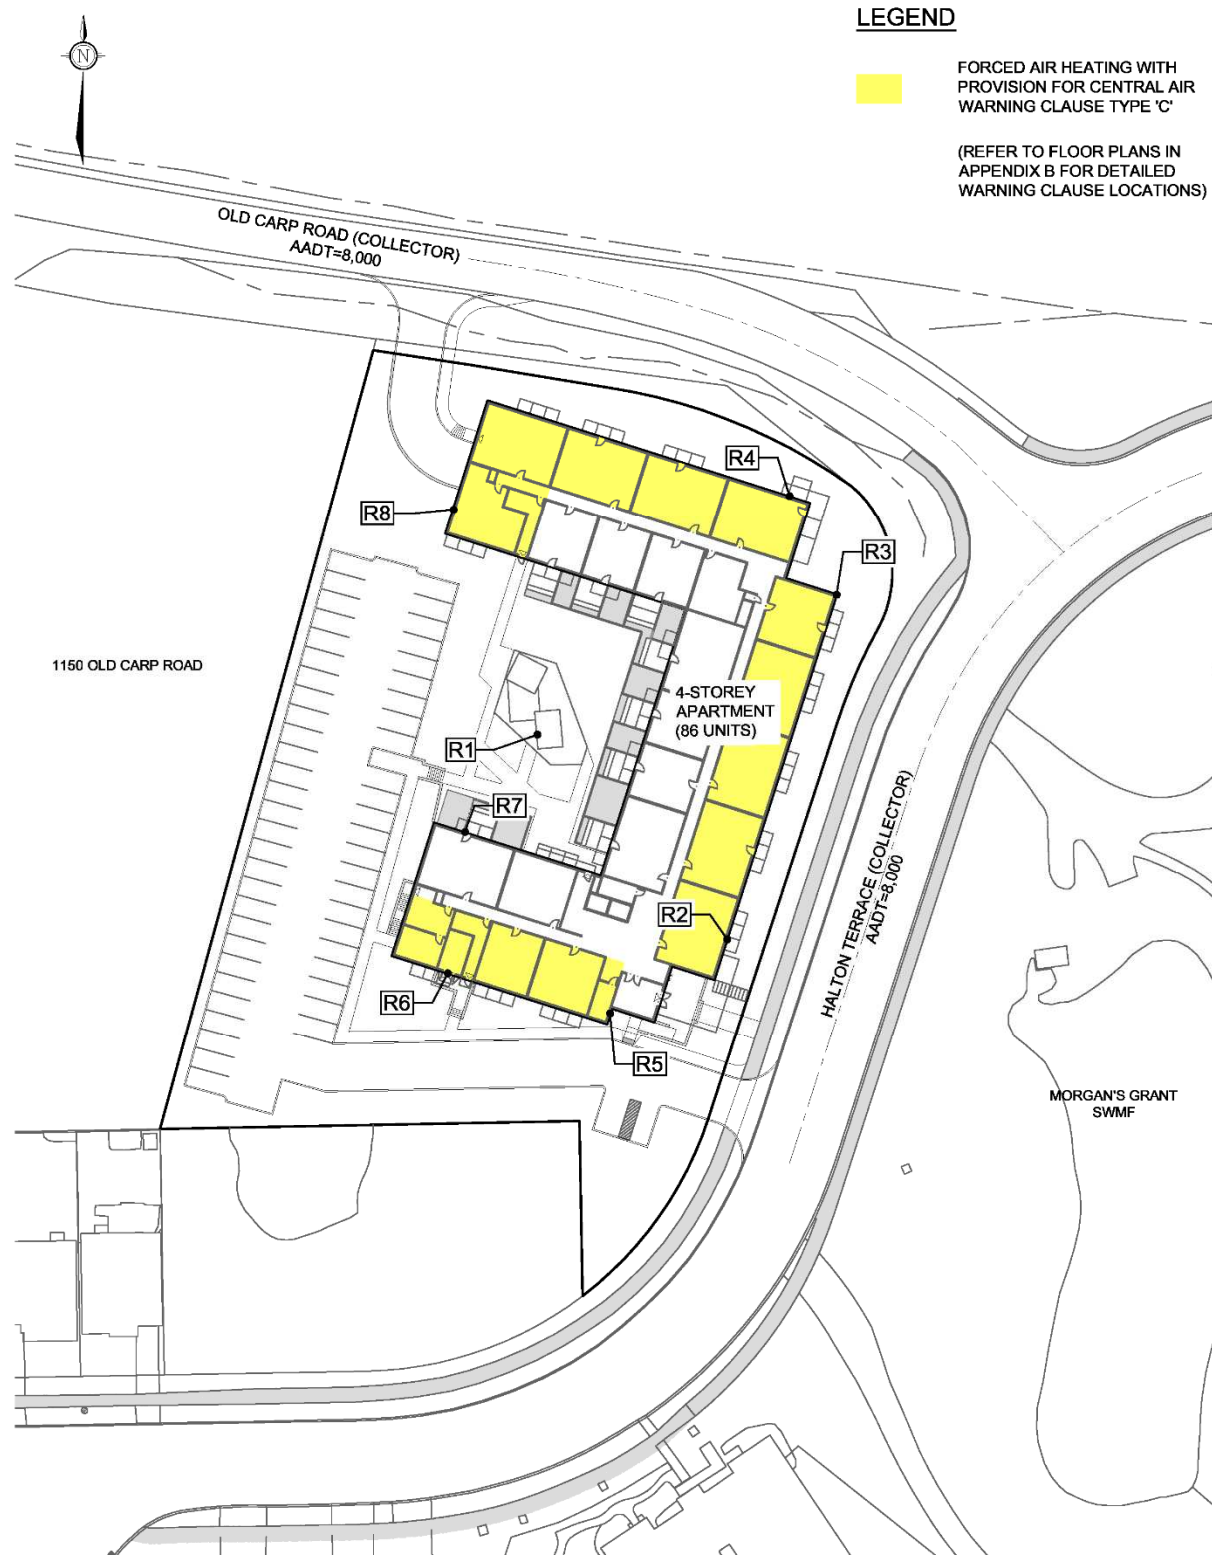 LEGEND
N
FORCED AIR HEATING WITH
PROVISION FOR CENTRAL AIR
WARNING CLAUSE TYPE 'C'
(REFER TO FLOOR PLANS IN
APPENDIX B FOR DETAILED
WARNING CLAUSE LOCATIONS)
OLD CARP ROAD (COLLECTOR)
AADT=8,000
R4
R8
R3
1150 OLD CARP ROAD
4-STOREY
APARTMENT
(86 UNITS)
R1
R7
HALTON TERRACE (COLLECTOR)
AADT=8,000
R2
R6
R5
MORGAN'S GRANT
SWMF